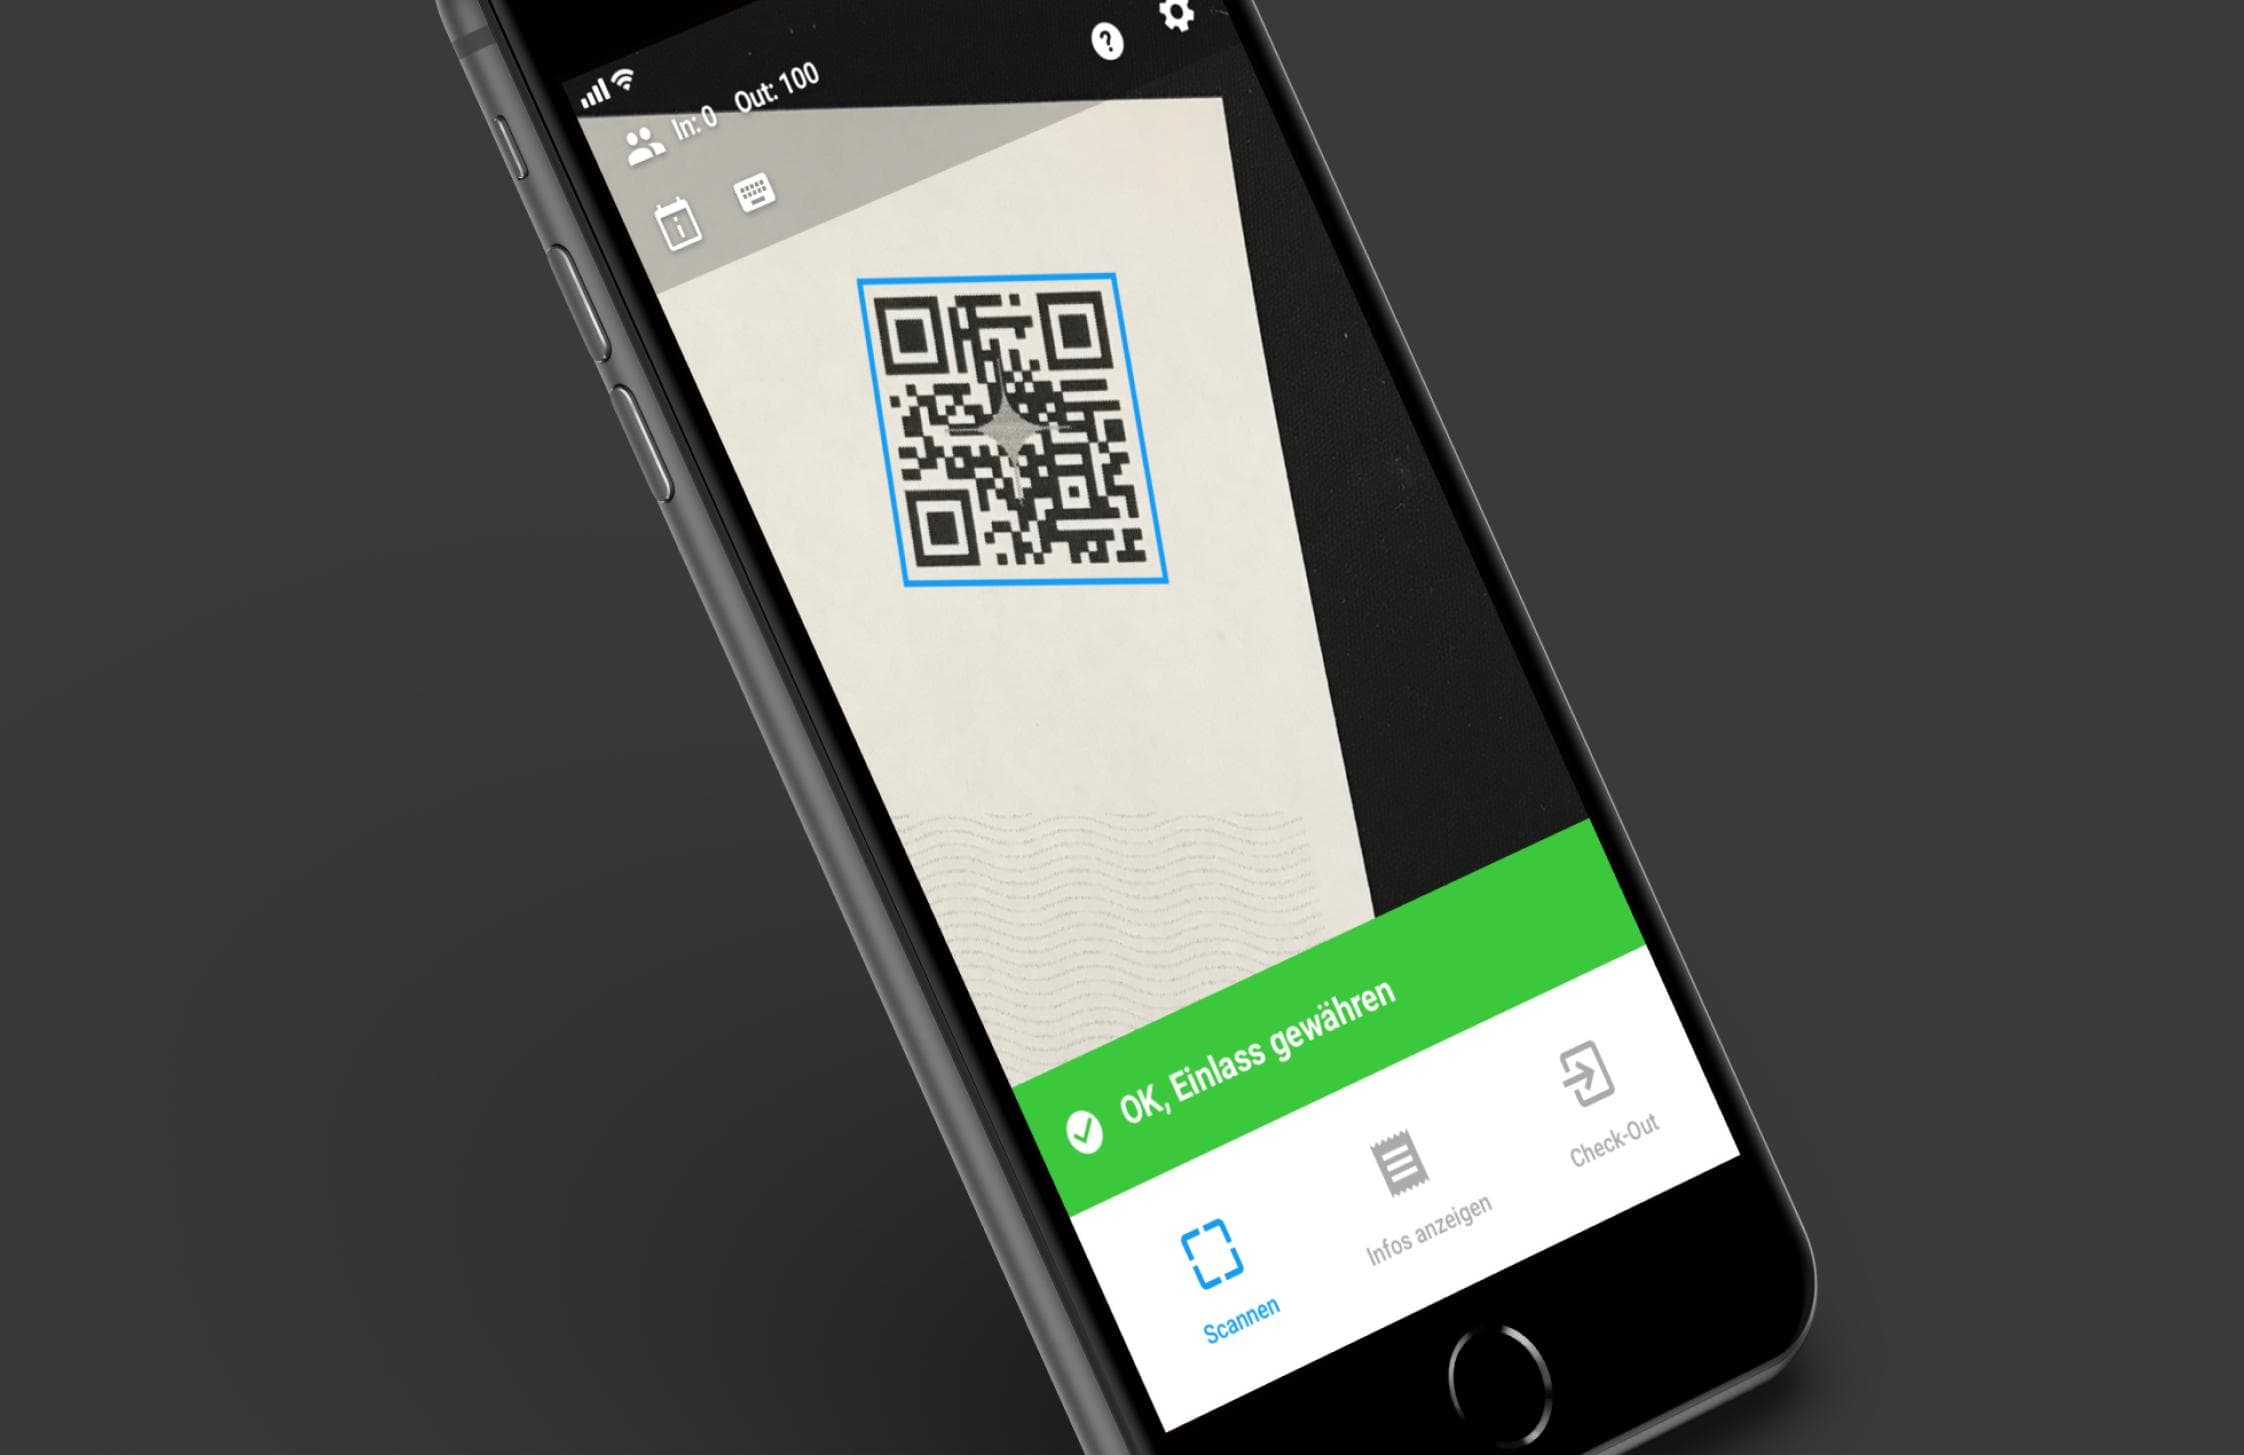 In: 0 Out: 100
OK, Einlass gewähren
Scannen
Infos anzeigen
Check-Out